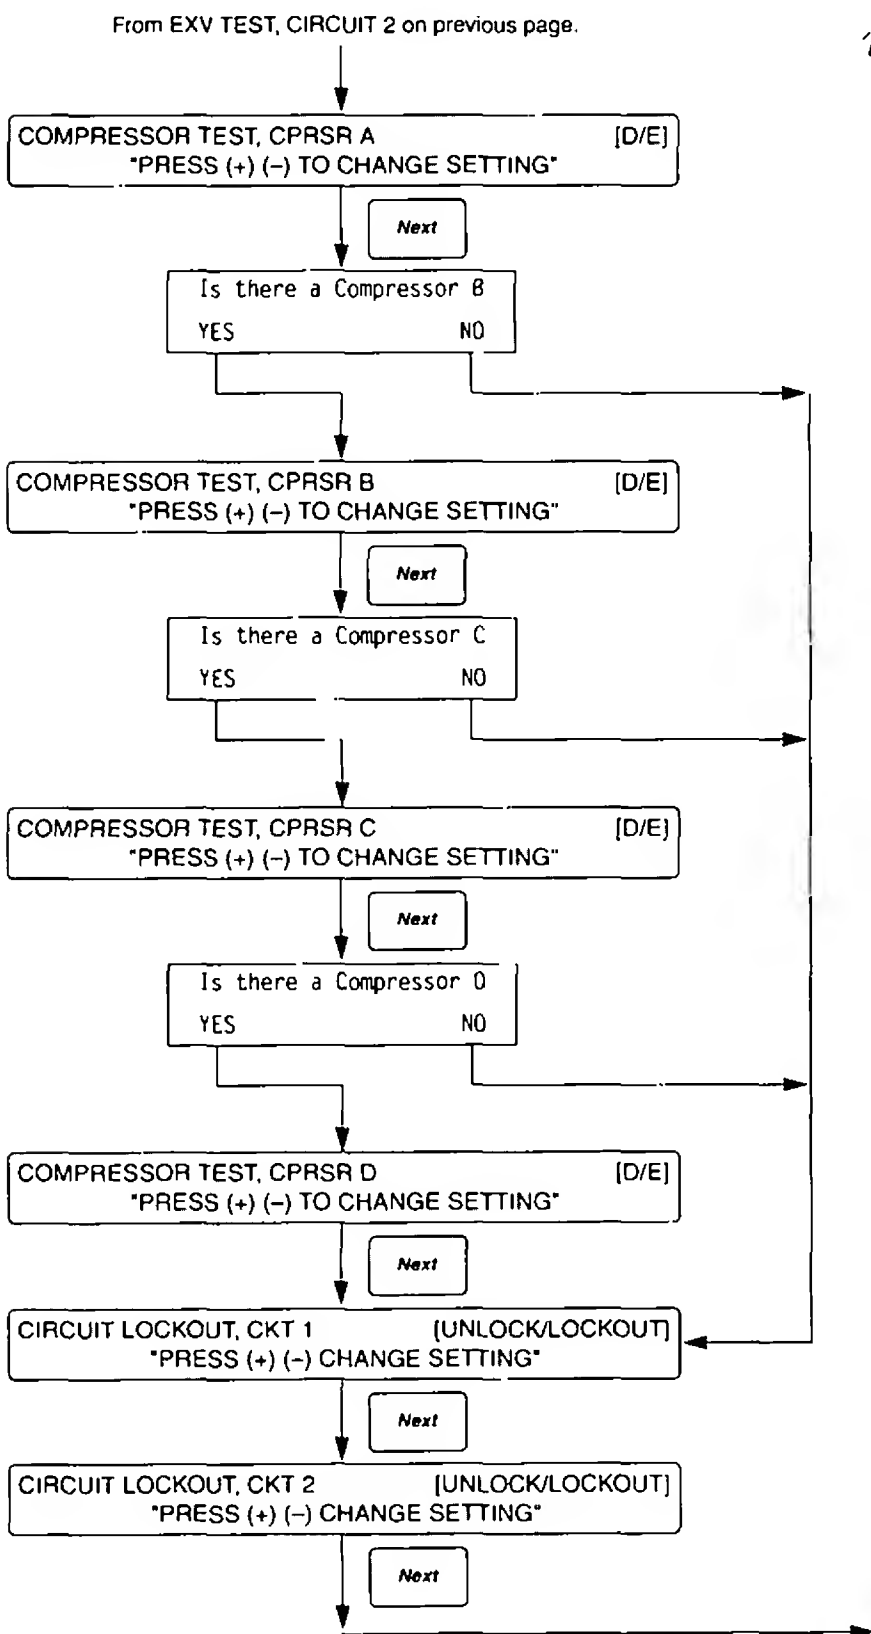 From EXV TEST, CIRCUIT 2 on previous page.
COMPRESSOR TEST, CPRSR A [D/E]
"PRESS (+) (−) TO CHANGE SETTING"
Next
Is there a Compressor B
YES NO
COMPRESSOR TEST, CPRSR B [D/E]
"PRESS (+) (−) TO CHANGE SETTING"
Next
Is there a Compressor C
YES NO
COMPRESSOR TEST, CPRSR C [D/E]
"PRESS (+) (−) TO CHANGE SETTING"
Next
Is there a Compressor D
YES NO
COMPRESSOR TEST, CPRSR D [D/E]
"PRESS (+) (−) TO CHANGE SETTING"
Next
CIRCUIT LOCKOUT, CKT 1 [UNLOCK/LOCKOUT]
"PRESS (+) (−) CHANGE SETTING"
Next
CIRCUIT LOCKOUT, CKT 2 [UNLOCK/LOCKOUT]
"PRESS (+) (−) CHANGE SETTING"
Next